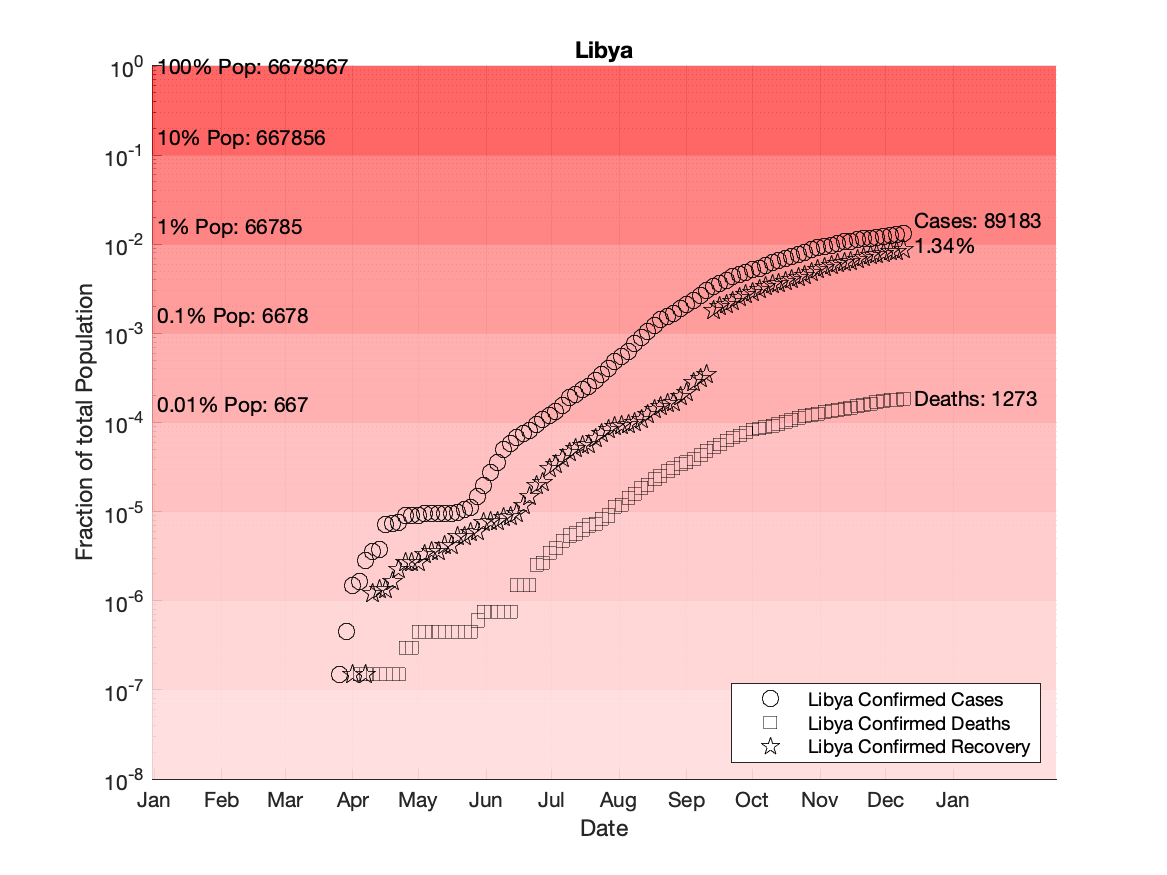 Libya
10^0
100% Pop: 6678567
10% Pop: 667856
10^-1
1% Pop: 66785
Cases: 89183
10^-2
1.34%
0.1% Pop: 6678
10^-3
0.01% Pop: 667
Deaths: 1273
10^-4
10^-5
10^-6
10^-7
10^-8
Fraction of total Population
Libya Confirmed Cases
Libya Confirmed Deaths
Libya Confirmed Recovery
Jan Feb Mar Apr May Jun Jul Aug Sep Oct Nov Dec Jan
Date